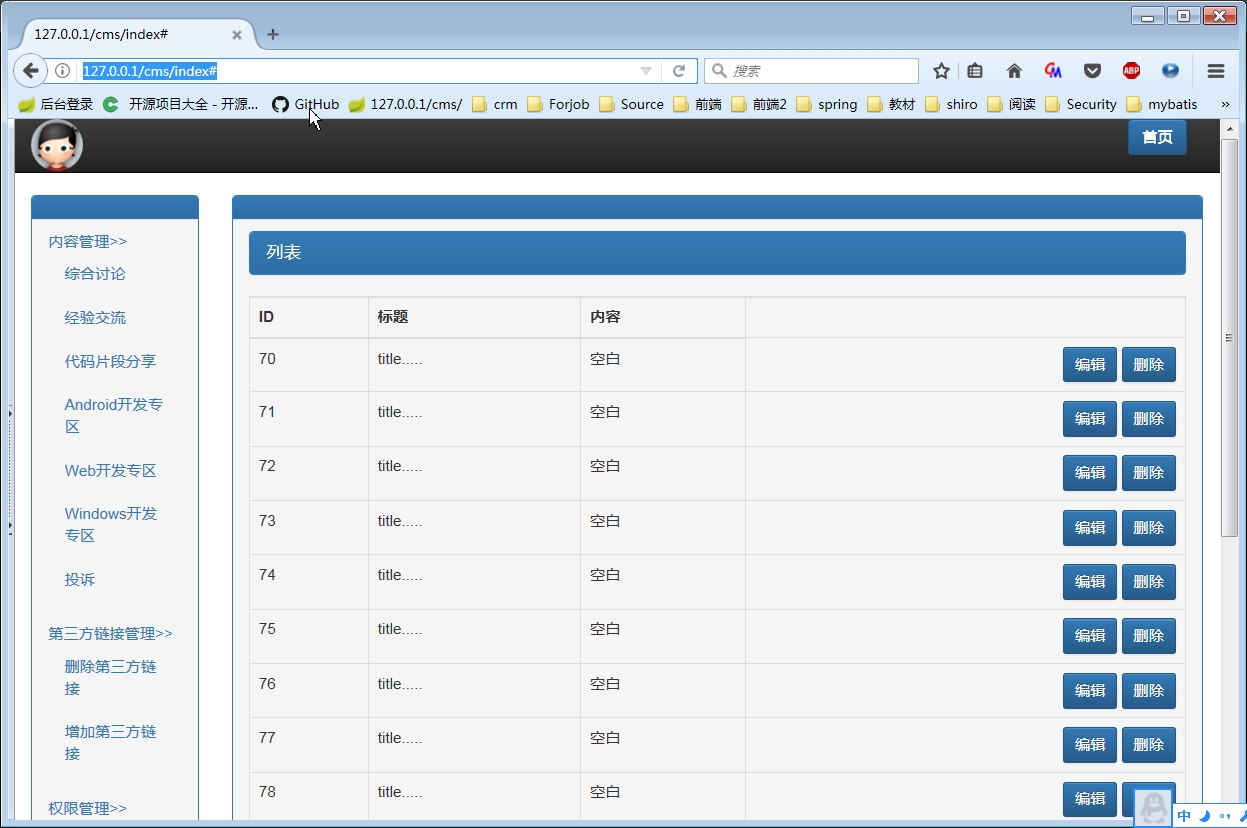 127.0.0.1/cms/index#
127.0.0.1/cms/index#
搜索
ABP
后台登录 开源项目大全 - 开源... GitHub 127.0.0.1/cms/ crm Forjob Source 前端 前端2 spring 教材 shiro 阅读 Security mybatis »
首页
内容管理>>
综合讨论
经验交流
代码片段分享
Android开发专
区
Web开发专区
Windows开发
专区
投诉
第三方链接管理>>
删除第三方链
接
增加第三方链
接
权限管理>>
列表
ID 标题 内容
70 title..... 空白 编辑 删除
71 title..... 空白 编辑 删除
72 title..... 空白 编辑 删除
73 title..... 空白 编辑 删除
74 title..... 空白 编辑 删除
75 title..... 空白 编辑 删除
76 title..... 空白 编辑 删除
77 title..... 空白 编辑 删除
78 title..... 空白 编辑
中